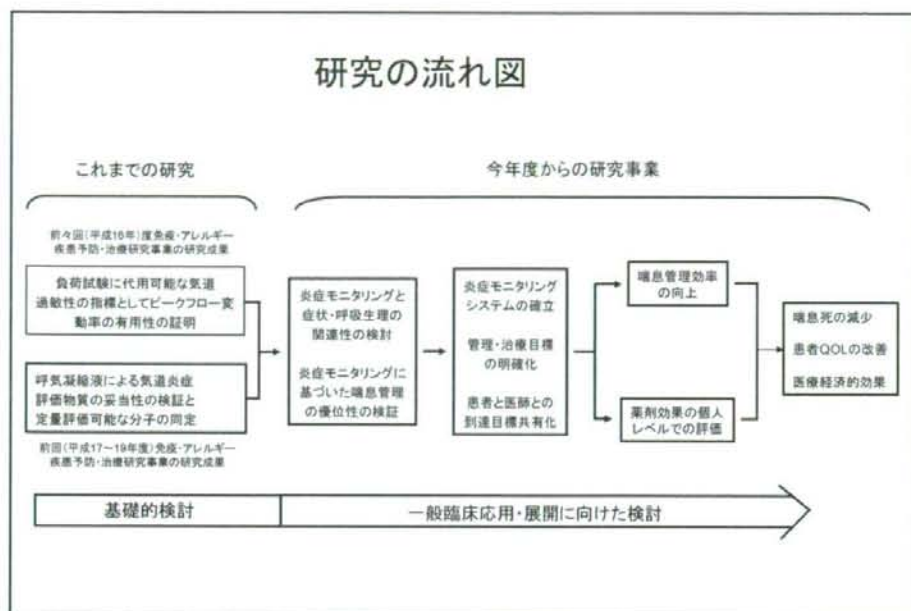 研究の流れ図
これまでの研究
今年度からの研究事業
前々回(平成16年)度免疫・アレルギー
疾患予防・治療研究事業の研究成果
負荷試験に代用可能な気道
過敏性の指標としてピークフロー変
動率の有用性の証明
呼気凝縮液による気道炎症
評価物質の妥当性の検証と
定量評価可能な分子の同定
前回(平成17〜19年度)免疫・アレルギー
疾患予防・治療研究事業の研究成果
炎症モニタリングと
症状・呼吸生理の
関連性の検討
炎症モニタリングに
基づいた喘息管理
の優位性の検証
炎症モニタリング
システムの確立
管理・治療目標
の明確化
患者と医師との
到達目標共有化
喘息管理効率
の向上
薬剤効果の個人
レベルでの評価
喘息死の減少
患者QOLの改善
医療経済的効果
基礎的検討
一般臨床応用・展開に向けた検討